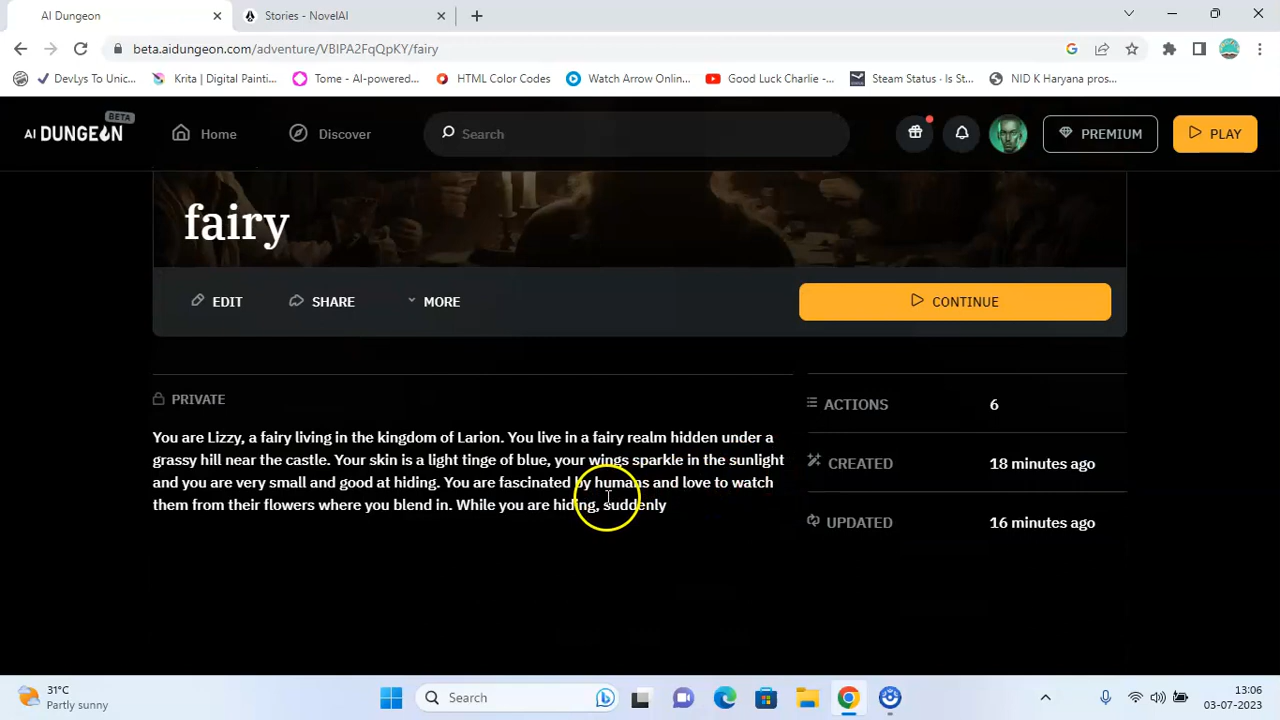 AI Dungeon
Stories - NovelAI
beta.aidungeon.com/adventure/VBIPA2FqQpKY/fairy
DevLys To Unic...
Krita | Digital Painti...
Tome - AI-powered...
HTML Color Codes
Watch Arrow Online...
Good Luck Charlie -...
Steam Status · Is St...
NID K Haryana pros...
AI DUNGEON
BETA
Home
Discover
Search
PREMIUM
PLAY
fairy
EDIT
SHARE
MORE
CONTINUE
PRIVATE
You are Lizzy, a fairy living in the kingdom of Larion. You live in a fairy realm hidden under a
grassy hill near the castle. Your skin is a light tinge of blue, your wings sparkle in the sunlight
and you are very small and good at hiding. You are fascinated by humans and love to watch
them from their flowers where you blend in. While you are hiding, suddenly
ACTIONS 6
CREATED 18 minutes ago
UPDATED 16 minutes ago
31°C
Partly sunny
Search
13:06
03-07-2023